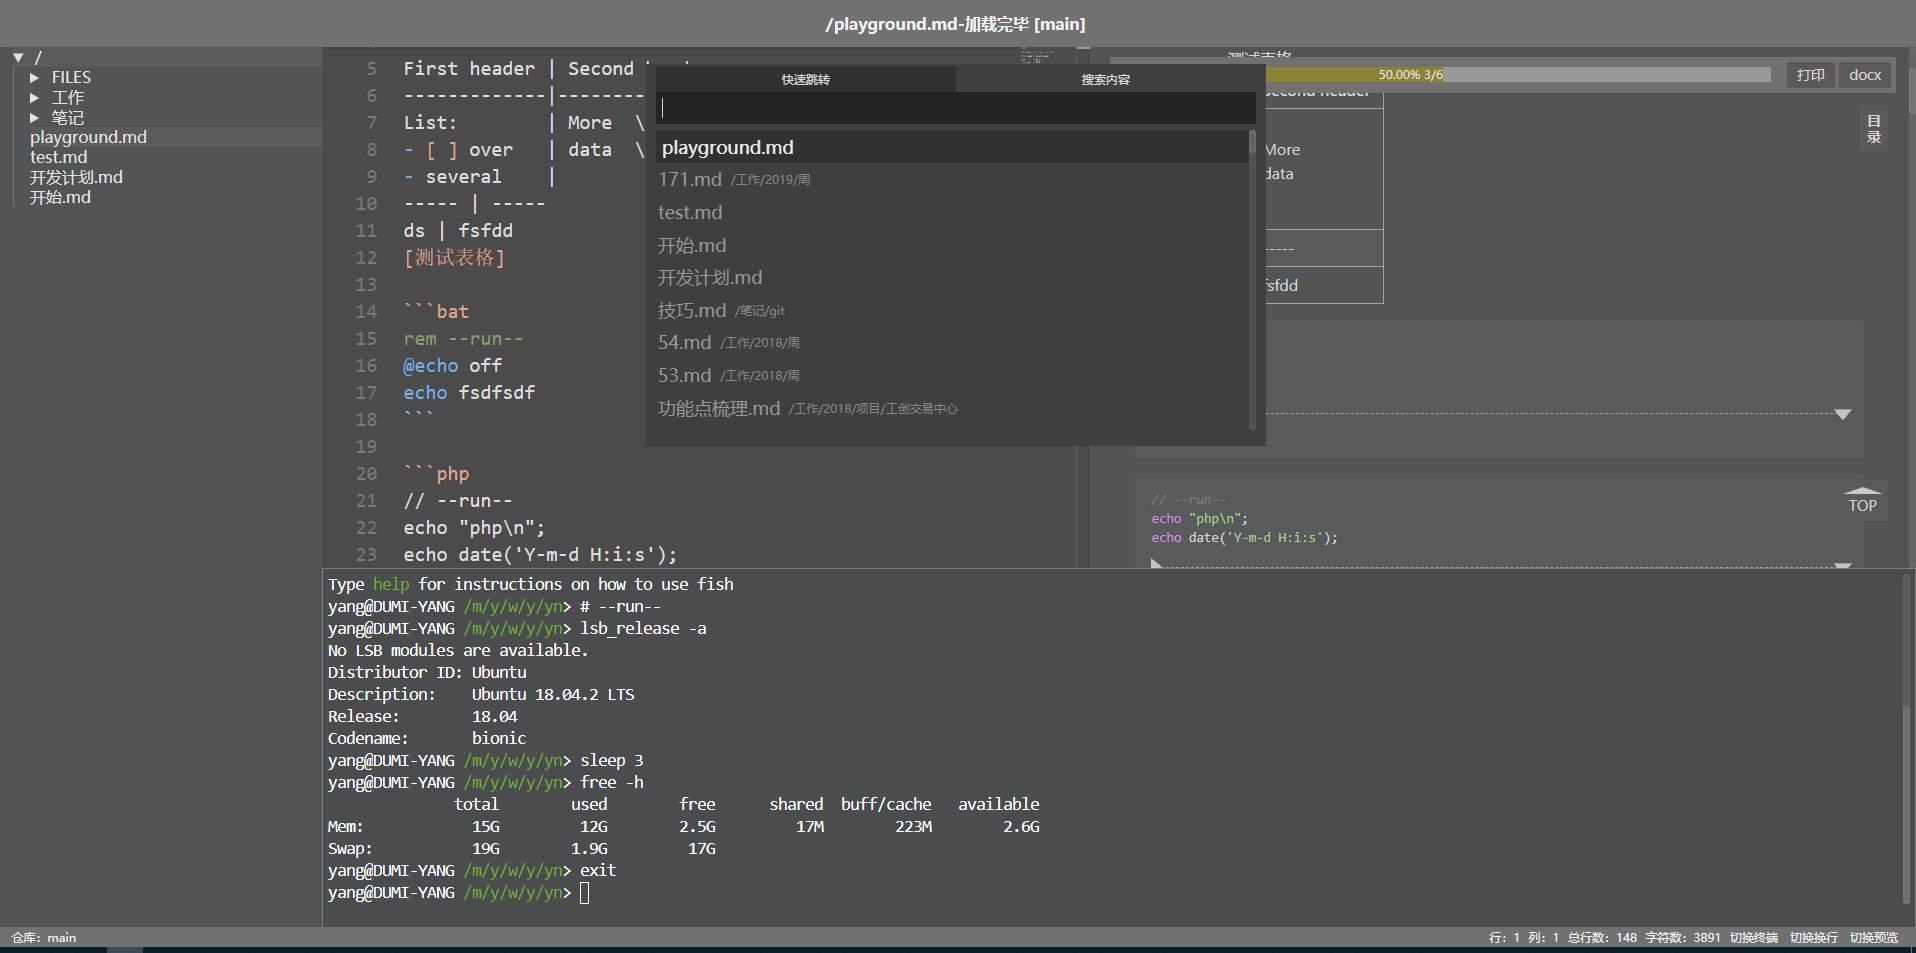 /playground.md-加载完毕 [main]
/
FILES
工作
笔记
playground.md
test.md
开发计划.md
开始.md
5 First header | Second
6 -------------|--------
7 List: | More \
8 - [ ] over | data \
9 - several |
10 ----- | -----
11 ds | fsfdd
12 [测试表格]
13
14 ```bat
15 rem --run--
16 @echo off
17 echo fsdfsdf
18 ```
19
20 ```php
21 // --run--
22 echo "php\n";
23 echo date('Y-m-d H:i:s');
快速跳转 搜索内容
playground.md
171.md /工作/2019/周
test.md
开始.md
开发计划.md
技巧.md /笔记/git
54.md /工作/2018/周
53.md /工作/2018/周
功能点梳理.md /工作/2018/项目/工创交易中心
测试表格
50.00% 3/6
打印 docx
second header
目录
More
data
----
fsfdd
// --run--
echo "php\n";
echo date('Y-m-d H:i:s');
TOP
Type help for instructions on how to use fish
yang@DUMI-YANG /m/y/w/y/yn> # --run--
yang@DUMI-YANG /m/y/w/y/yn> lsb_release -a
No LSB modules are available.
Distributor ID: Ubuntu
Description: Ubuntu 18.04.2 LTS
Release: 18.04
Codename: bionic
yang@DUMI-YANG /m/y/w/y/yn> sleep 3
yang@DUMI-YANG /m/y/w/y/yn> free -h
total used free shared buff/cache available
Mem: 15G 12G 2.5G 17M 223M 2.6G
Swap: 19G 1.9G 17G
yang@DUMI-YANG /m/y/w/y/yn> exit
yang@DUMI-YANG /m/y/w/y/yn>
仓库: main
行: 1 列: 1 总行数: 148 字符数: 3891 切换终端 切换换行 切换预览